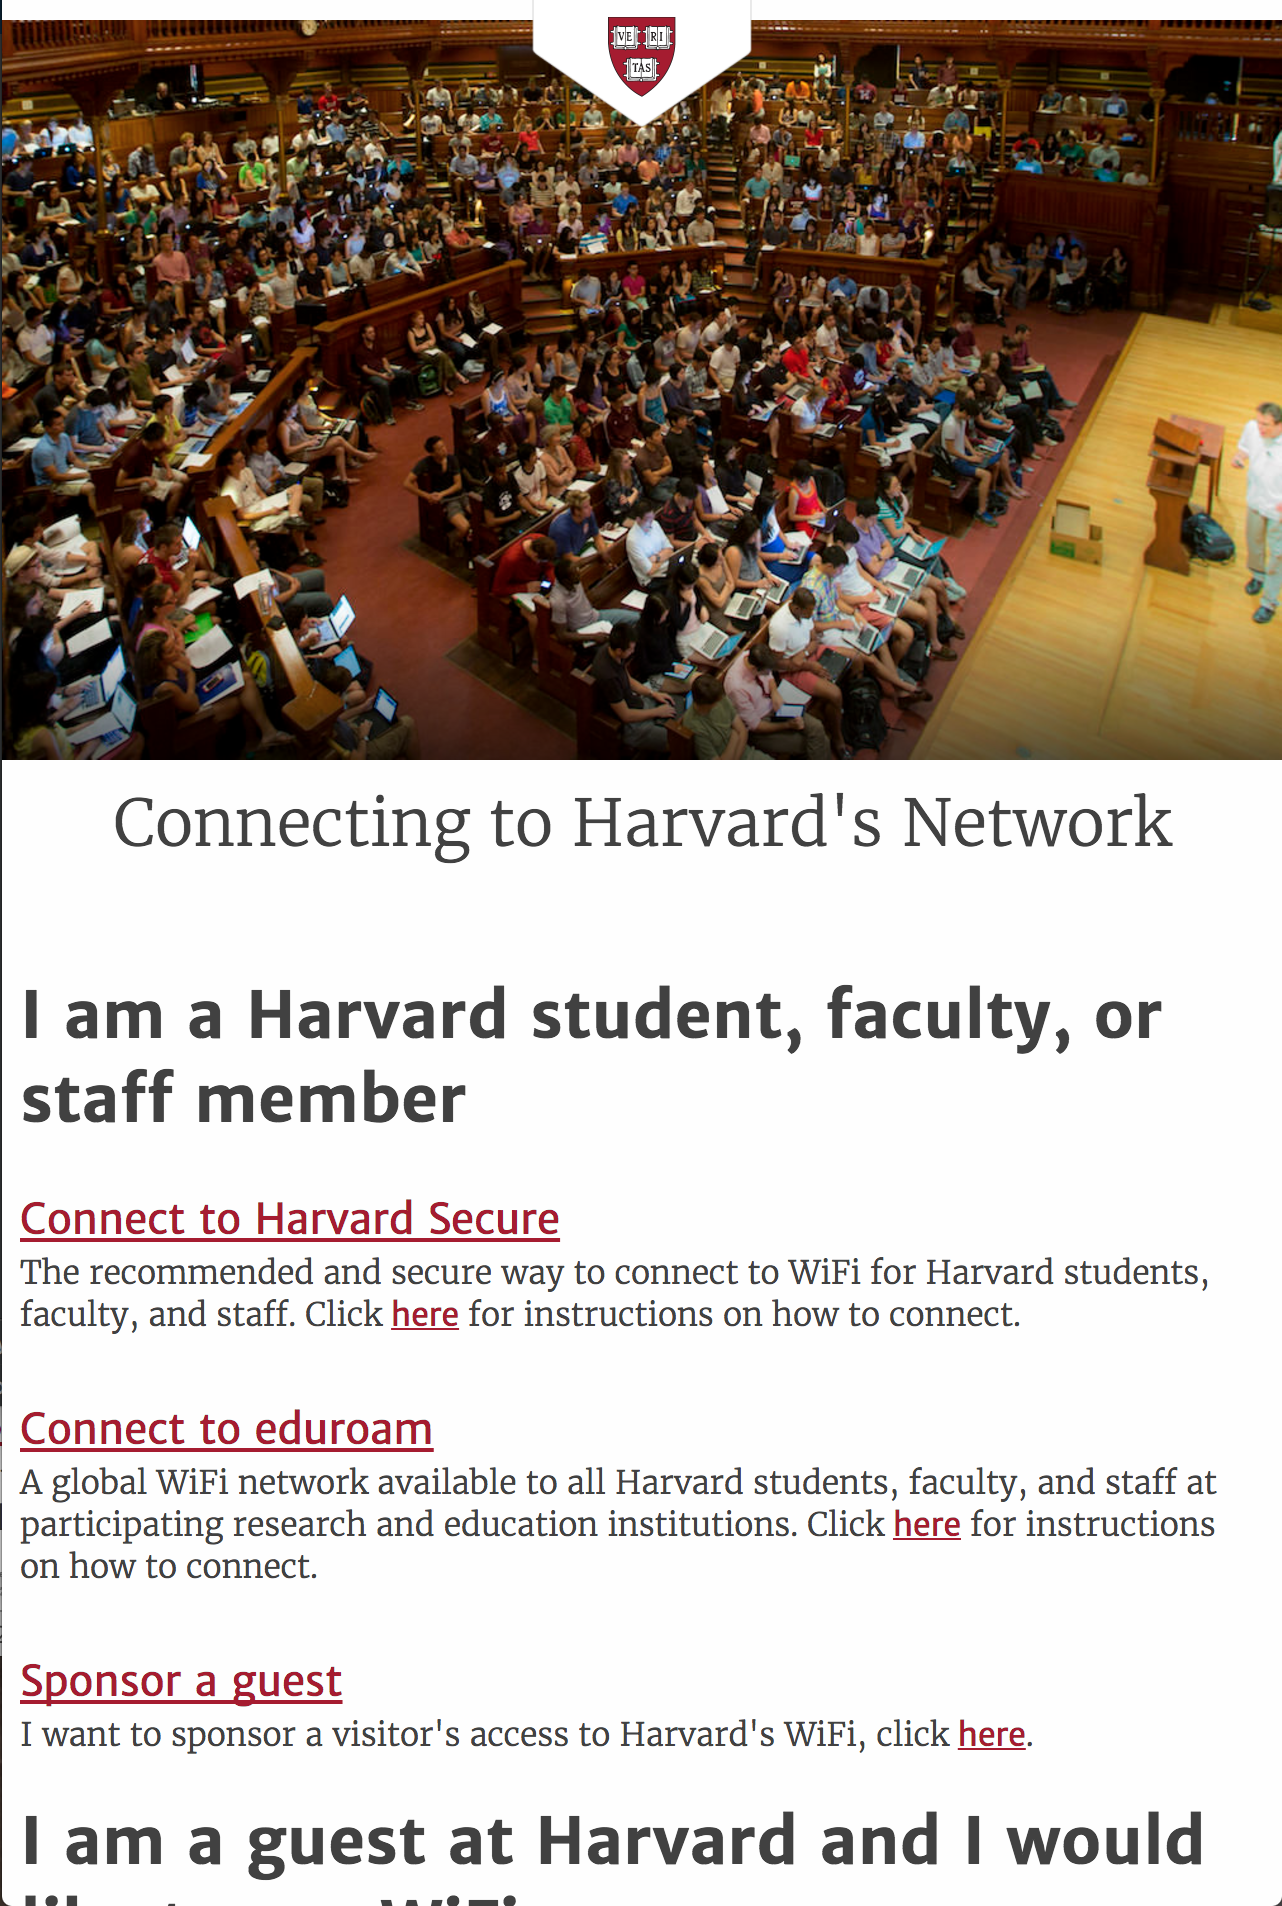 VE RI
TAS
Connecting to Harvard's Network
I am a Harvard student, faculty, or
staff member
Connect to Harvard Secure
The recommended and secure way to connect to WiFi for Harvard students,
faculty, and staff. Click here for instructions on how to connect.
Connect to eduroam
A global WiFi network available to all Harvard students, faculty, and staff at
participating research and education institutions. Click here for instructions
on how to connect.
Sponsor a guest
I want to sponsor a visitor's access to Harvard's WiFi, click here.
I am a guest at Harvard and I would
WiFi